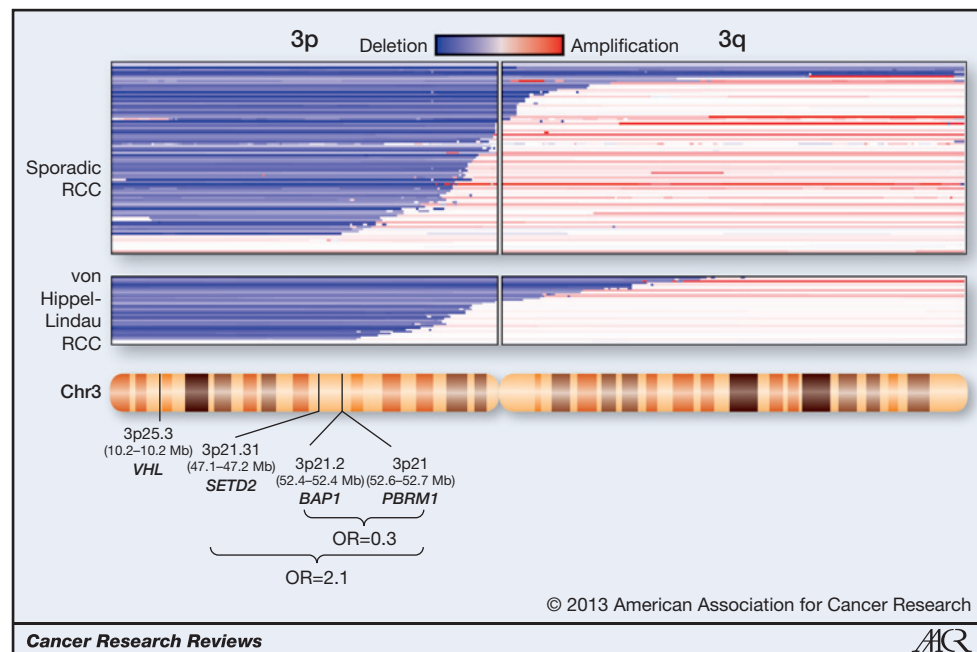 3p
Deletion
Amplification
3q
Sporadic
RCC
von
Hippel-
Lindau
RCC
Chr3
3p25.3
(10.2–10.2 Mb)
VHL
3p21.31
(47.1–47.2 Mb)
SETD2
3p21.2
(52.4–52.4 Mb)
BAP1
3p21
(52.6–52.7 Mb)
PBRM1
OR=0.3
OR=2.1
© 2013 American Association for Cancer Research
Cancer Research Reviews
AACR